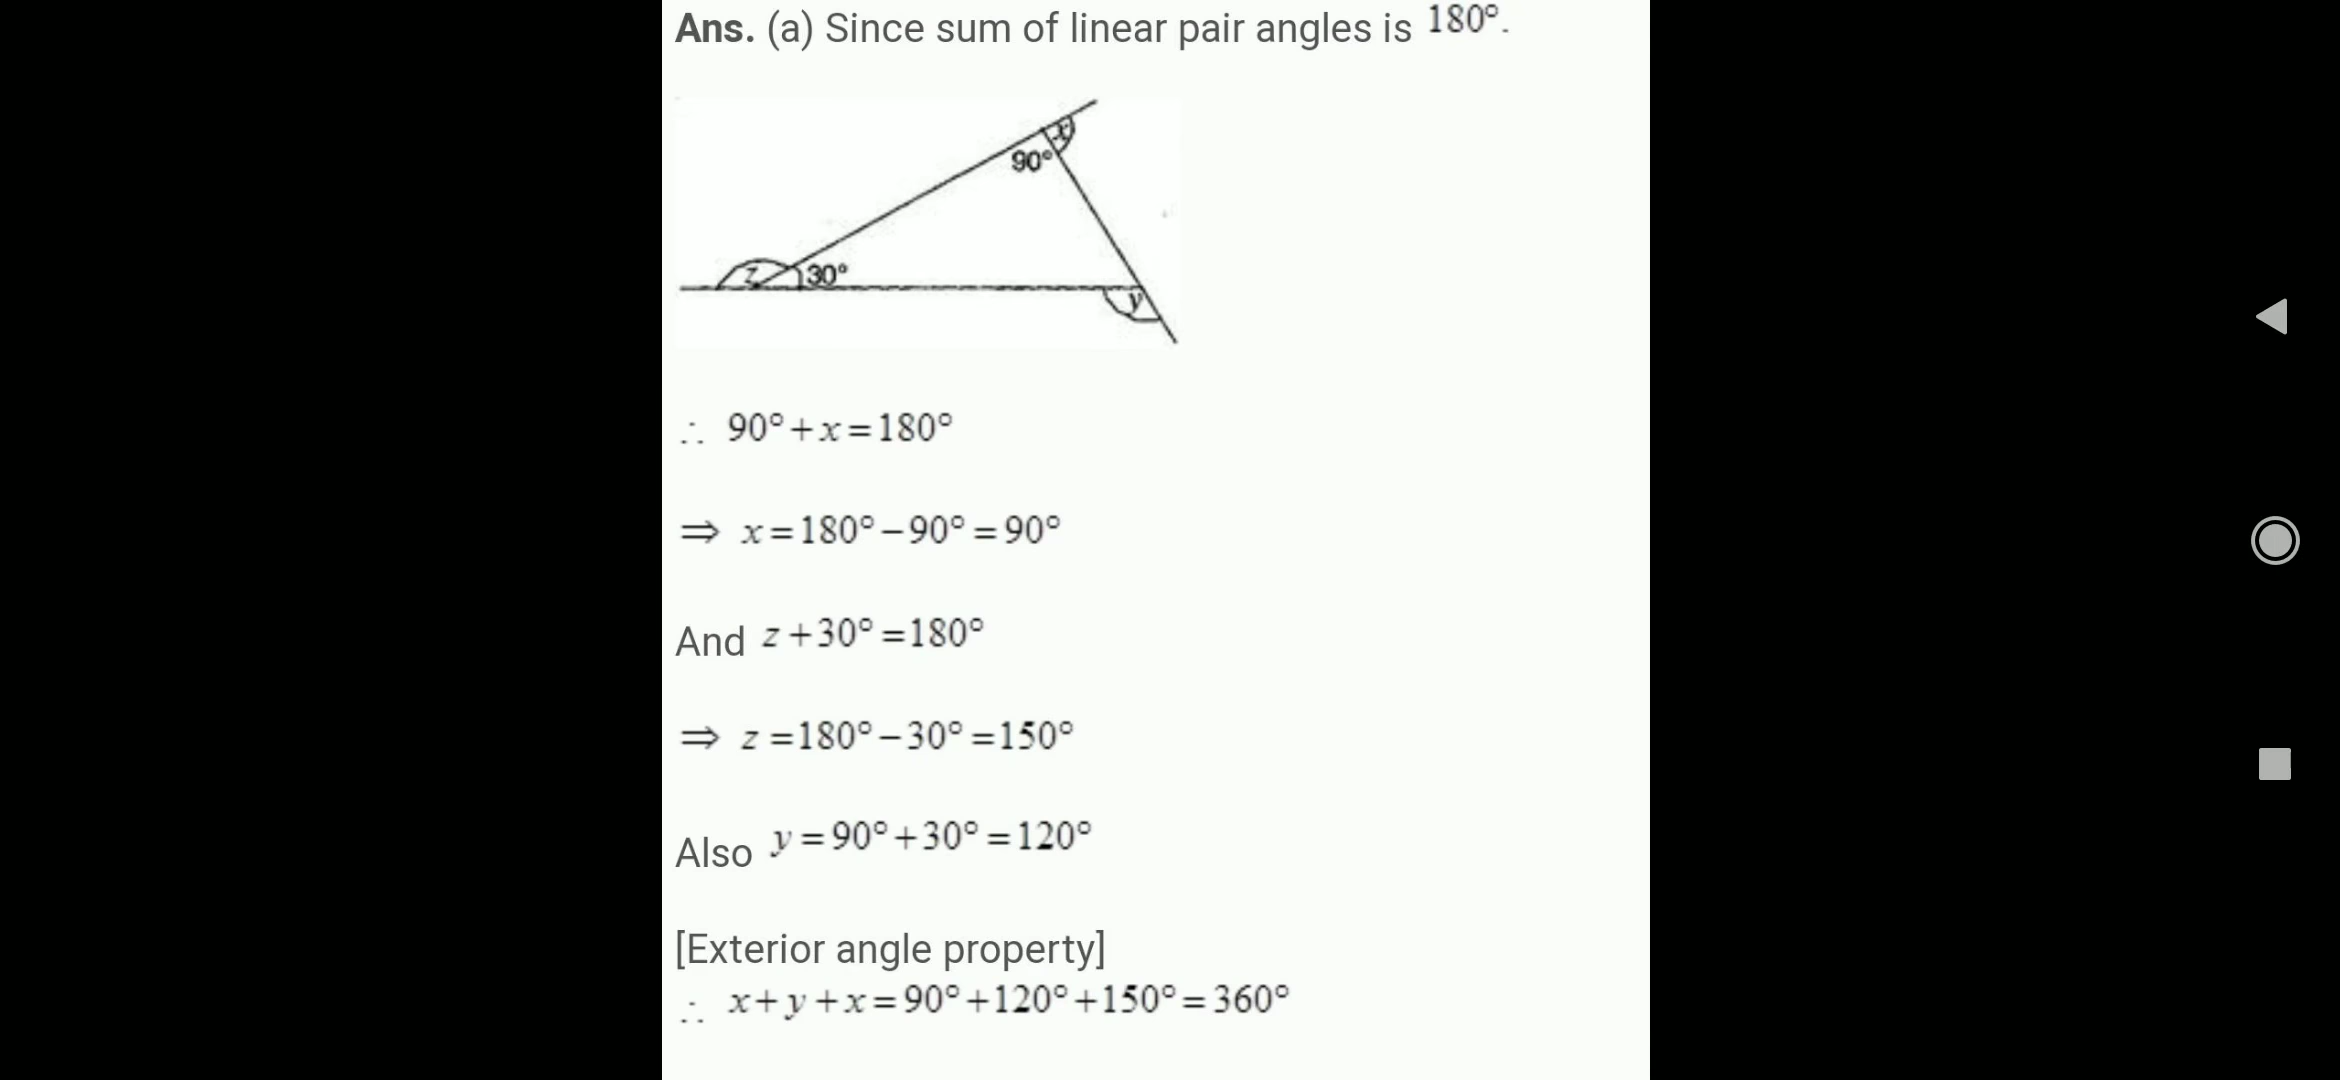 Ans. (a) Since sum of linear pair angles is 180°.
x
90°
z 30°
y
∴ 90°+x=180°
⇒ x=180°−90°=90°
And z+30°=180°
⇒ z=180°−30°=150°
Also y=90°+30°=120°
[Exterior angle property]
∴ x+y+x=90°+120°+150°=360°